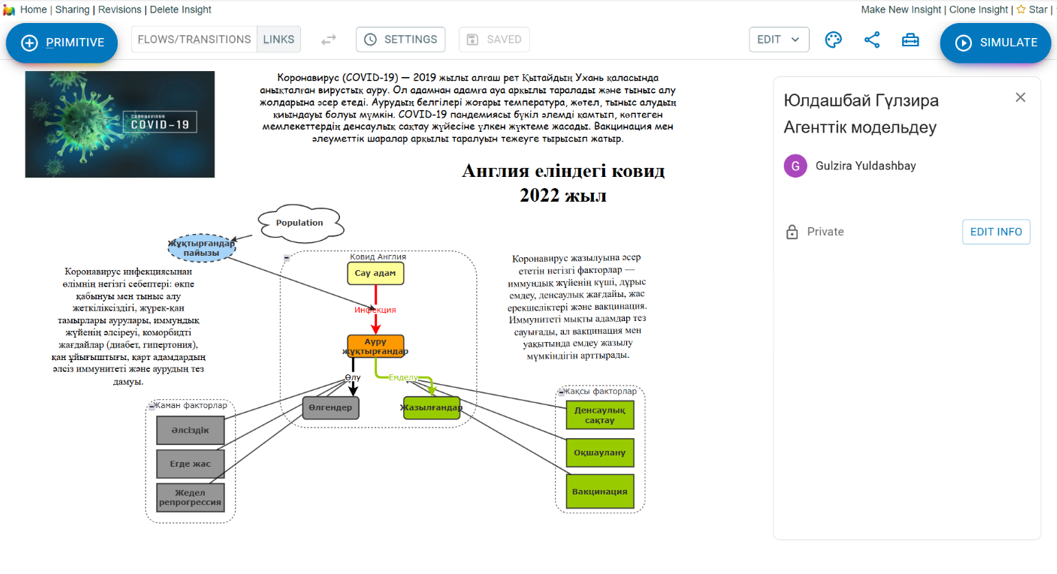 Home | Sharing | Revisions | Delete Insight
Make New Insight | Clone Insight | Star |
PRIMITIVE
FLOWS/TRANSITIONS
LINKS
SETTINGS
SAVED
EDIT
SIMULATE
CORONAVIRUS
COVID-19
Коронавирус (COVID-19) — 2019 жылы алғаш рет Қытайдың Ухань қаласында
анықталған вирустық ауру. Ол адамнан адамға ауа арқылы таралады және тыныс алу
жолдарына әсер етеді. Аурудың белгілері жоғары температура, жөтел, тыныс алудың
қиындауы болуы мүмкін. COVID-19 пандемиясы бүкіл әлемді қамтып, көптеген
мемлекеттердің денсаулық сақтау жүйесіне үлкен жүктеме жасады. Вакцинация мен
әлеуметтік шаралар арқылы таралуын тежеуге тырысып жатыр.
Англия еліндегі ковид
2022 жыл
Population
Жұқтырғандар
пайызы
Ковид Англия
Сау адам
Инфекция
Ауру
жұқтырғандар
Өлу
Емделу
Өлгендер
Жазылғандар
Коронавирус инфекциясынан
өлімнің негізгі себептері: өкпе
қабынуы мен тыныс алу
жеткіліксіздігі, жүрек-қан
тамырлары аурулары, иммундық
жүйенің әлсіреуі, коморбидті
жағдайлар (диабет, гипертония),
қан ұйығыштығы, қарт адамдардың
әлсіз иммунитеті және аурудың тез
дамуы.
Коронавирус жазылуына әсер
ететін негізгі факторлар —
иммундық жүйенің күші, дұрыс
емдеу, денсаулық жағдайы, жас
ерекшеліктері және вакцинация.
Иммунитеті мықты адамдар тез
сауығады, ал вакцинация мен
уақытында емдеу жазылу
мүмкіндігін арттырады.
Жаман факторлар
Әлсіздік
Егде жас
Жедел
репрогрессия
Жақсы факторлар
Денсаулық
сақтау
Оқшаулану
Вакцинация
Юлдашбай Гүлзира
Агенттік модельдеу
G
Gulzira Yuldashbay
Private
EDIT INFO